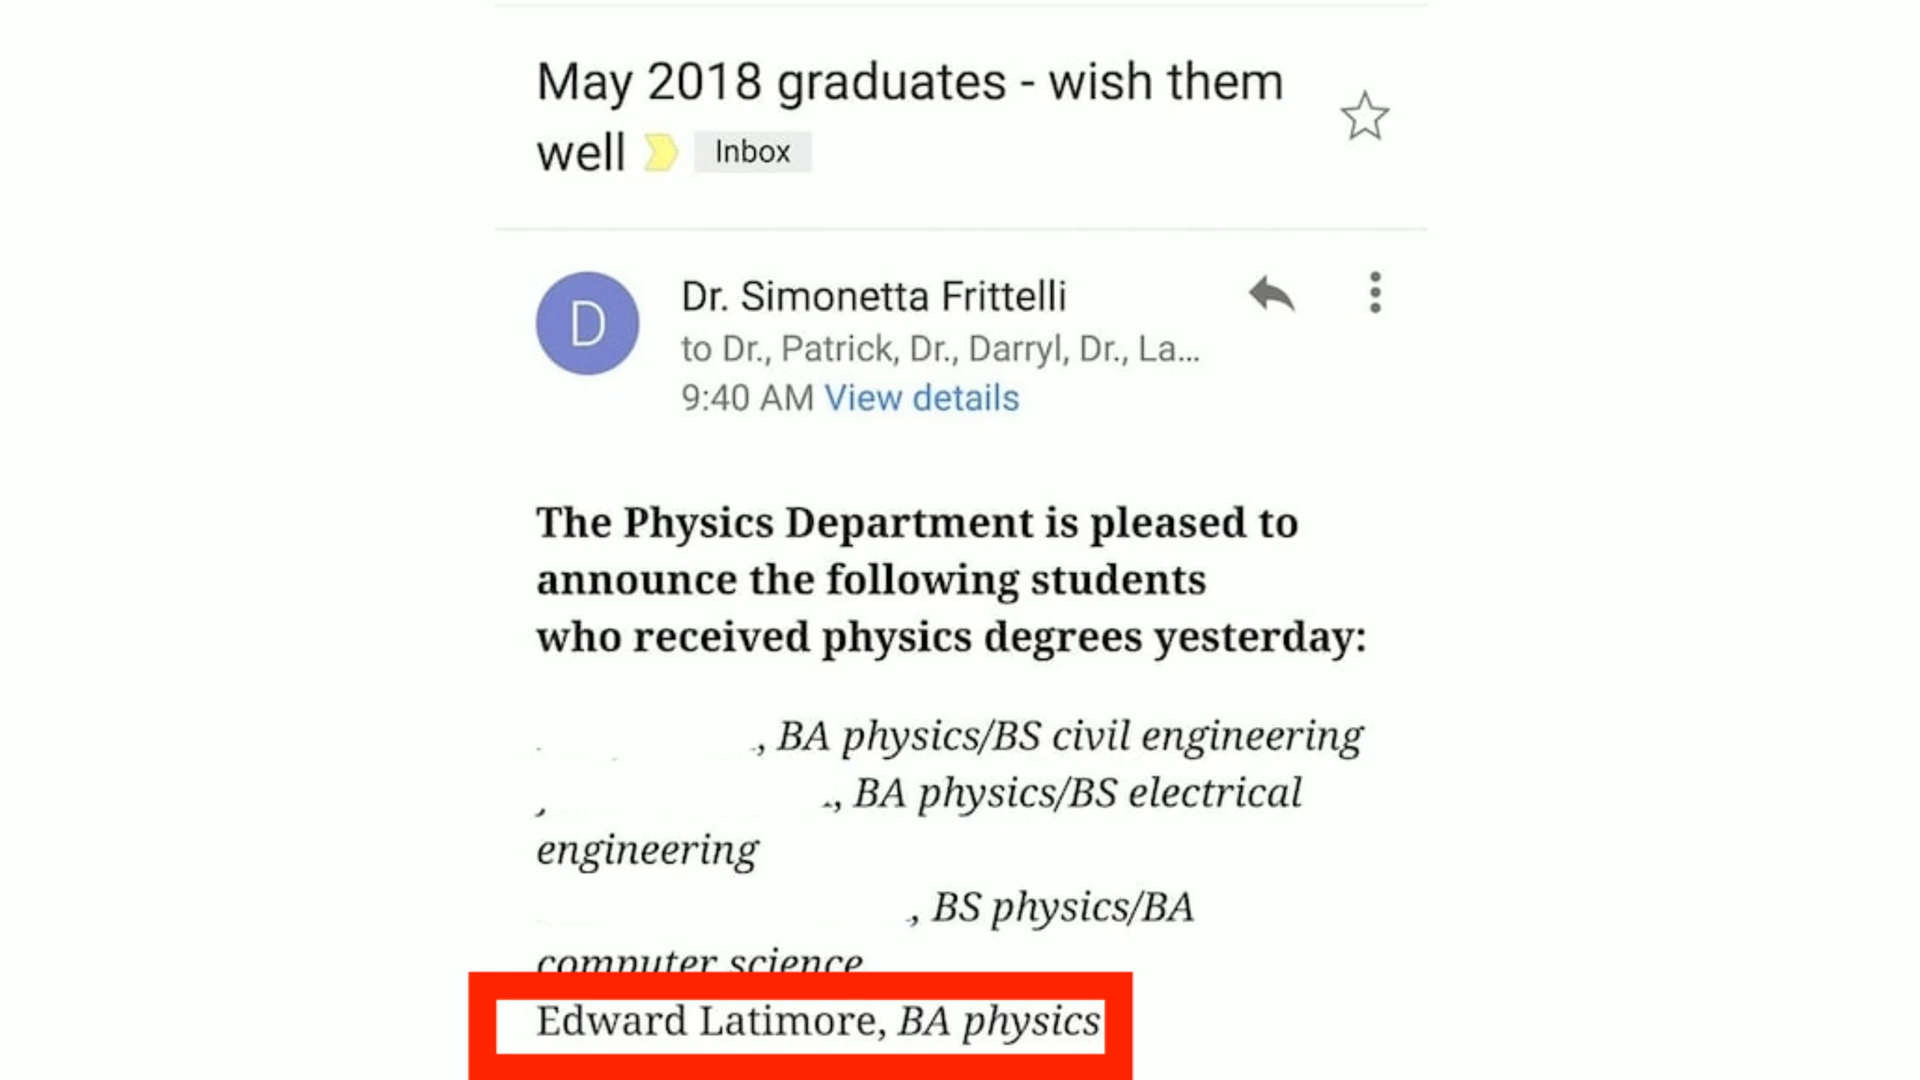 May 2018 graduates - wish them
well Inbox
D
Dr. Simonetta Frittelli
to Dr., Patrick, Dr., Darryl, Dr., La...
9:40 AM View details
The Physics Department is pleased to
announce the following students
who received physics degrees yesterday:
, BA physics/BS civil engineering
., BA physics/BS electrical
engineering
, BS physics/BA
computer science
Edward Latimore, BA physics